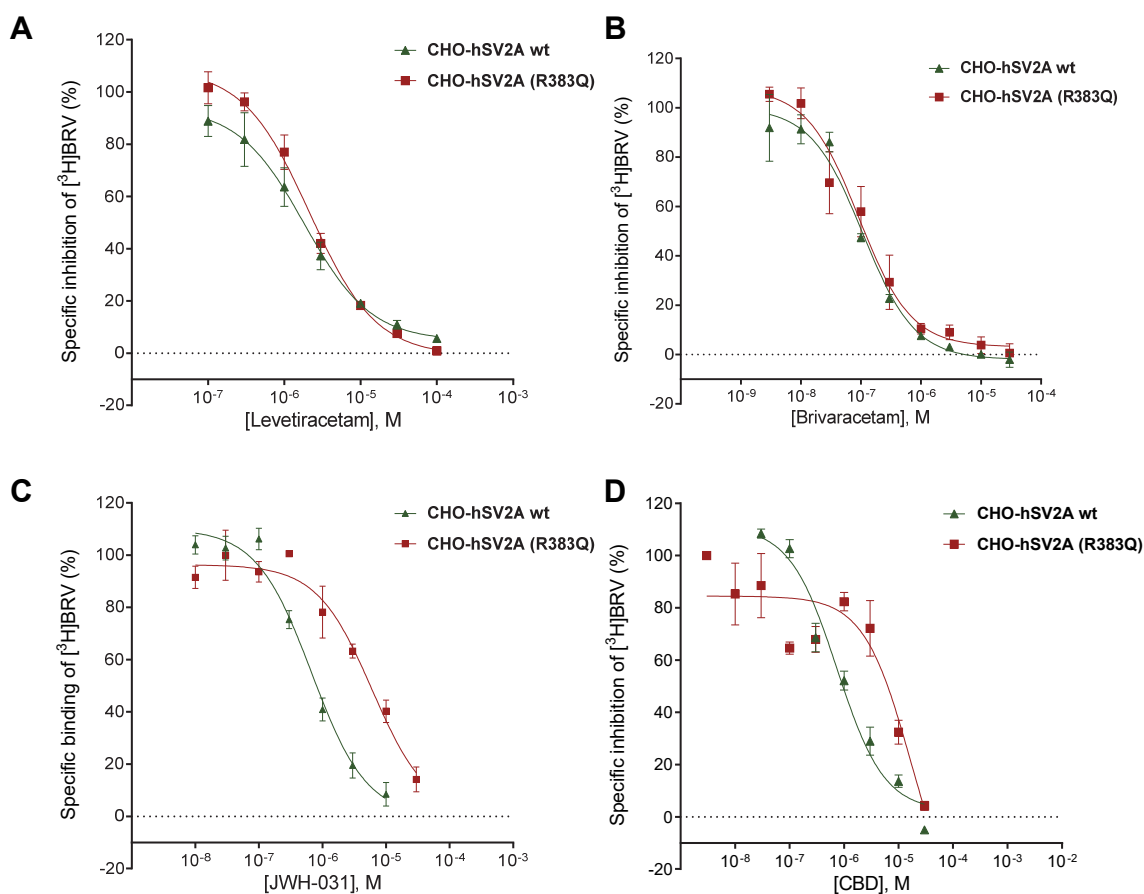 A
CHO-hSV2A wt
CHO-hSV2A (R383Q)
Specific inhibition of [³H]BRV (%)
120
100
80
60
40
20
0
-20
10⁻⁷
10⁻⁶
10⁻⁵
10⁻⁴
10⁻³
[Levetiracetam], M
B
CHO-hSV2A wt
CHO-hSV2A (R383Q)
Specific inhibition of [³H]BRV (%)
120
100
80
60
40
20
0
-20
10⁻⁹
10⁻⁸
10⁻⁷
10⁻⁶
10⁻⁵
10⁻⁴
[Brivaracetam], M
C
CHO-hSV2A wt
CHO-hSV2A (R383Q)
Specific binding of [³H]BRV (%)
120
100
80
60
40
20
0
-20
10⁻⁸
10⁻⁷
10⁻⁶
10⁻⁵
10⁻⁴
10⁻³
[JWH-031], M
D
CHO-hSV2A wt
CHO-hSV2A (R383Q)
Specific inhibition of [³H]BRV (%)
120
100
80
60
40
20
0
-20
10⁻⁸
10⁻⁷
10⁻⁶
10⁻⁵
10⁻⁴
10⁻³
10⁻²
[CBD], M